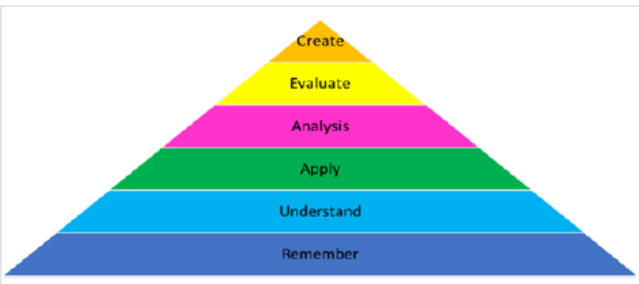 Create
Evaluate
Analysis
Apply
Understand
Remember